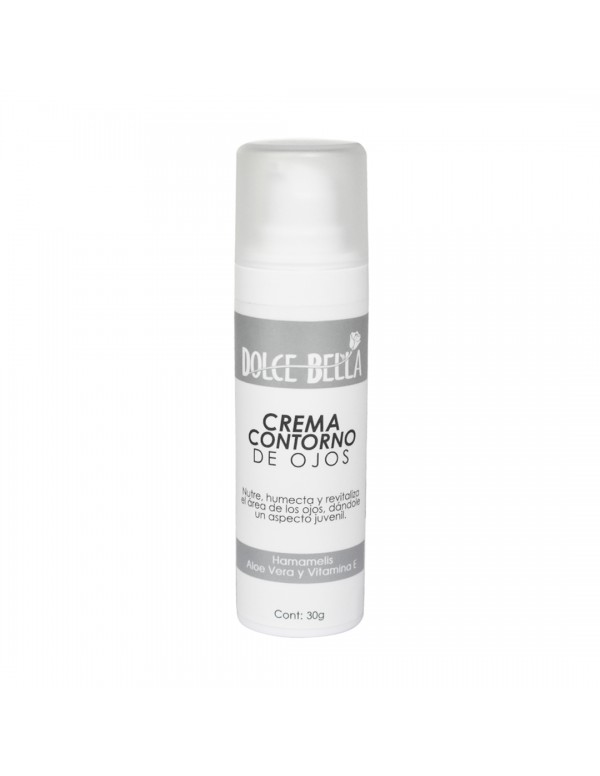 DOLCE BELLA
CREMA
CONTORNO
DE OJOS
Nutre, humecta y revitaliza
el área de los ojos, dándole
un aspecto juvenil.
Hamamelis
Aloe Vera y Vitamina E
Cont: 30g